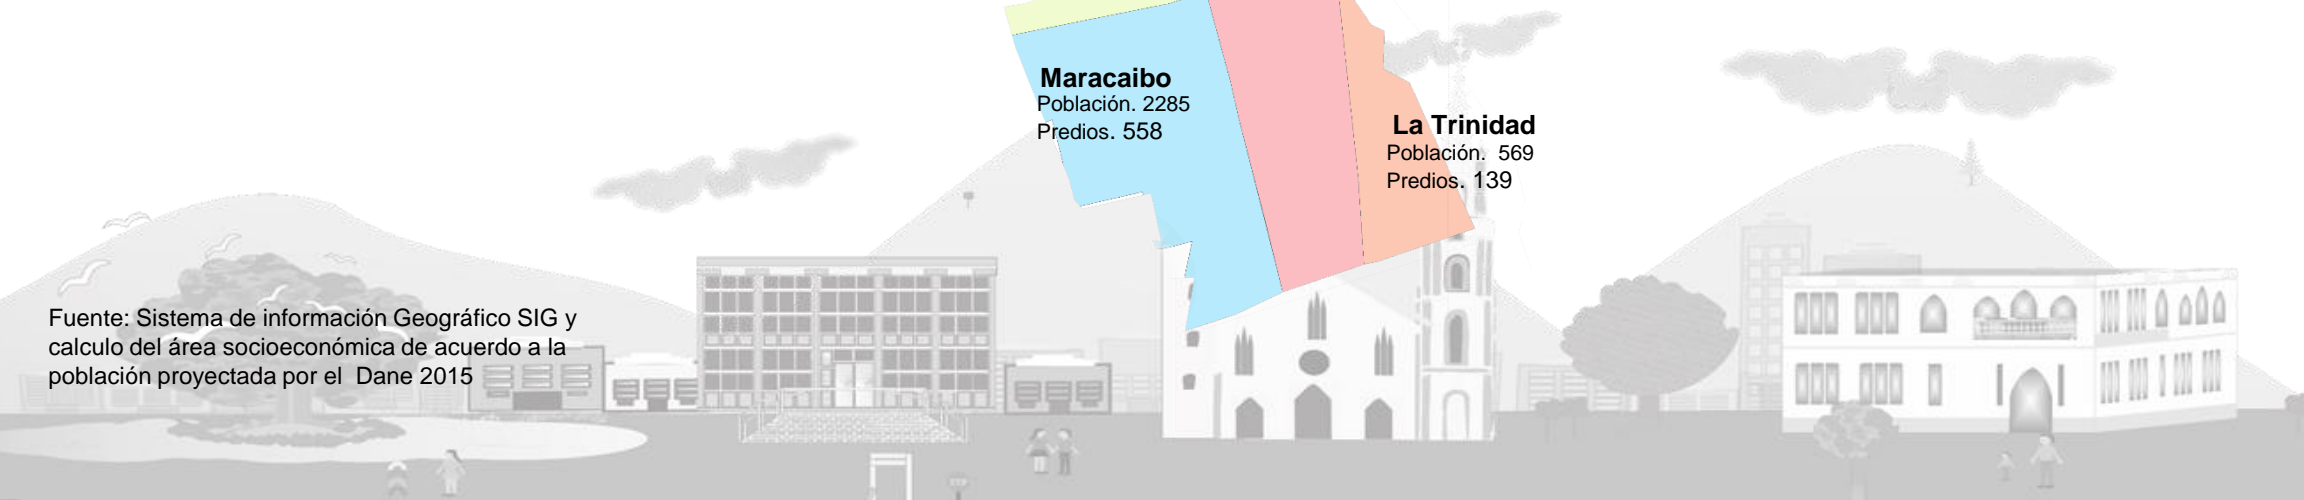 Maracaibo
Población. 2285
Predios. 558
La Trinidad
Población.  569
Predios. 139
Fuente: Sistema de información Geográfico SIG y
calculo del área socioeconómica de acuerdo a la
población proyectada por el  Dane 2015